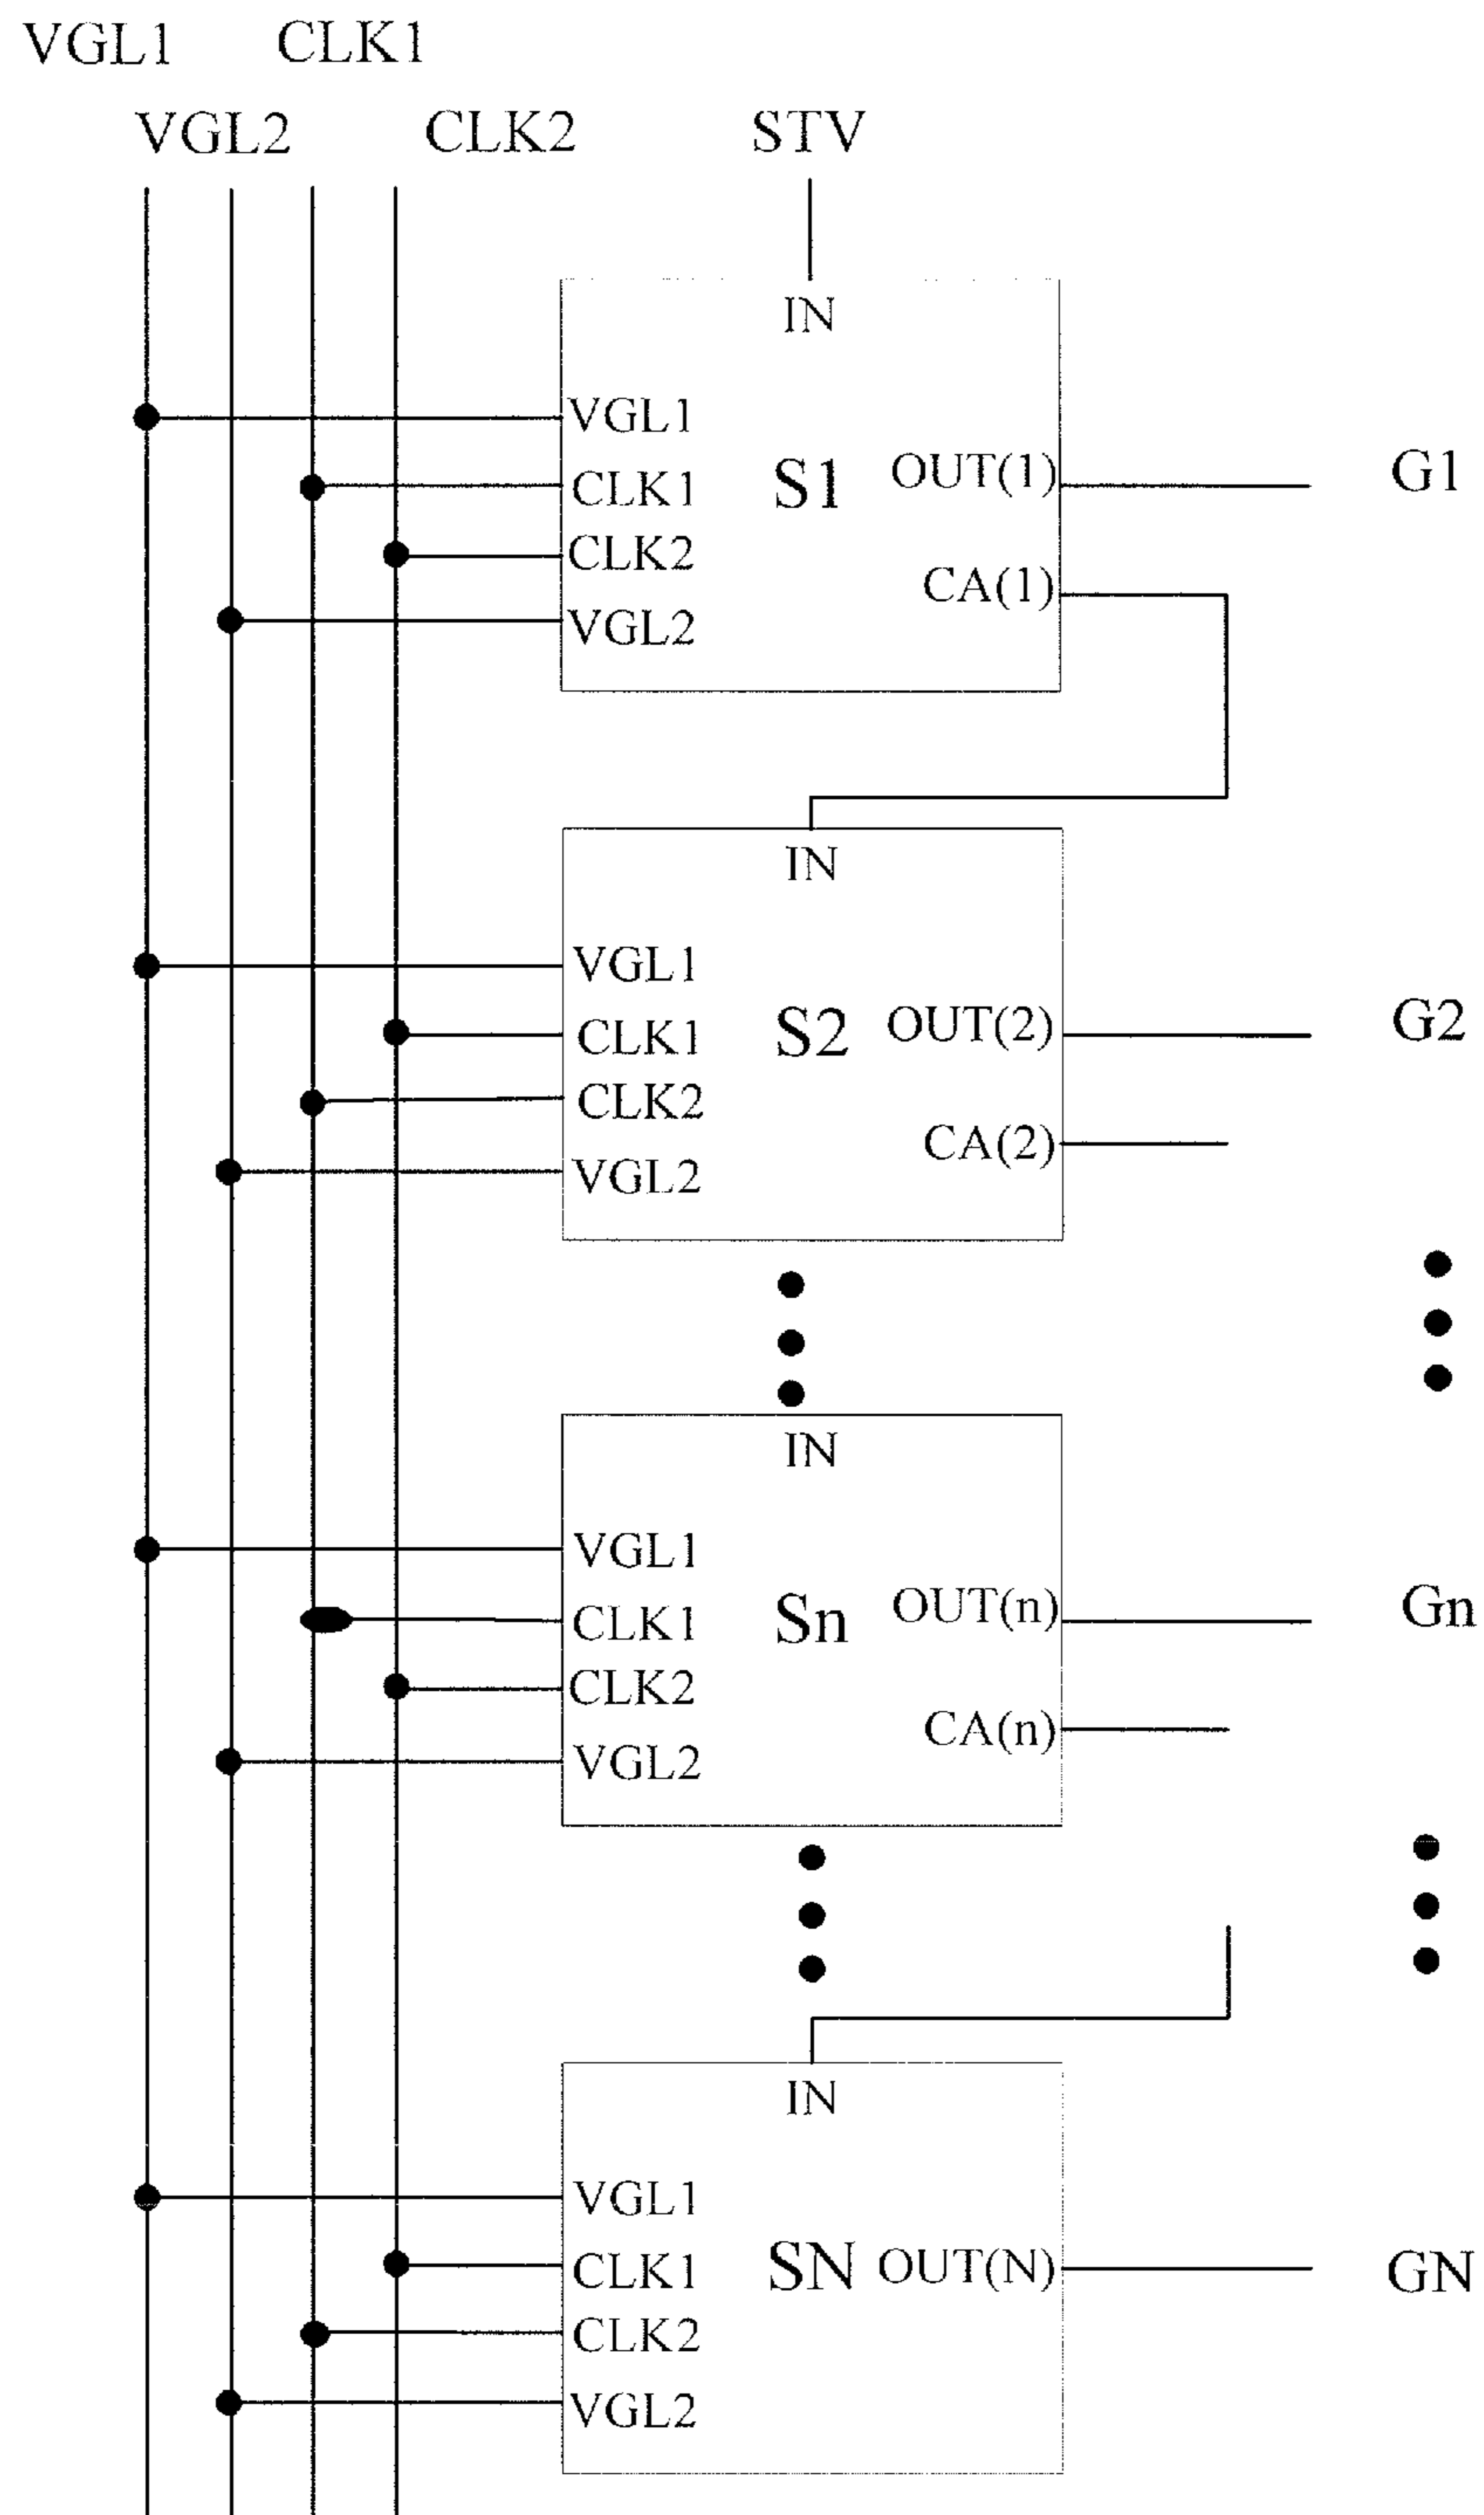 VGL1 CLK1
VGL2 CLK2 STV
IN
VGL1
CLK1 S1 OUT(1) G1
CLK2
CA(1)
VGL2
IN
VGL1
CLK1 S2 OUT(2) G2
CLK2
CA(2)
VGL2
IN
VGL1
CLK1 Sn OUT(n) Gn
CLK2
CA(n)
VGL2
IN
VGL1
CLK1 SN OUT(N) GN
CLK2
VGL2